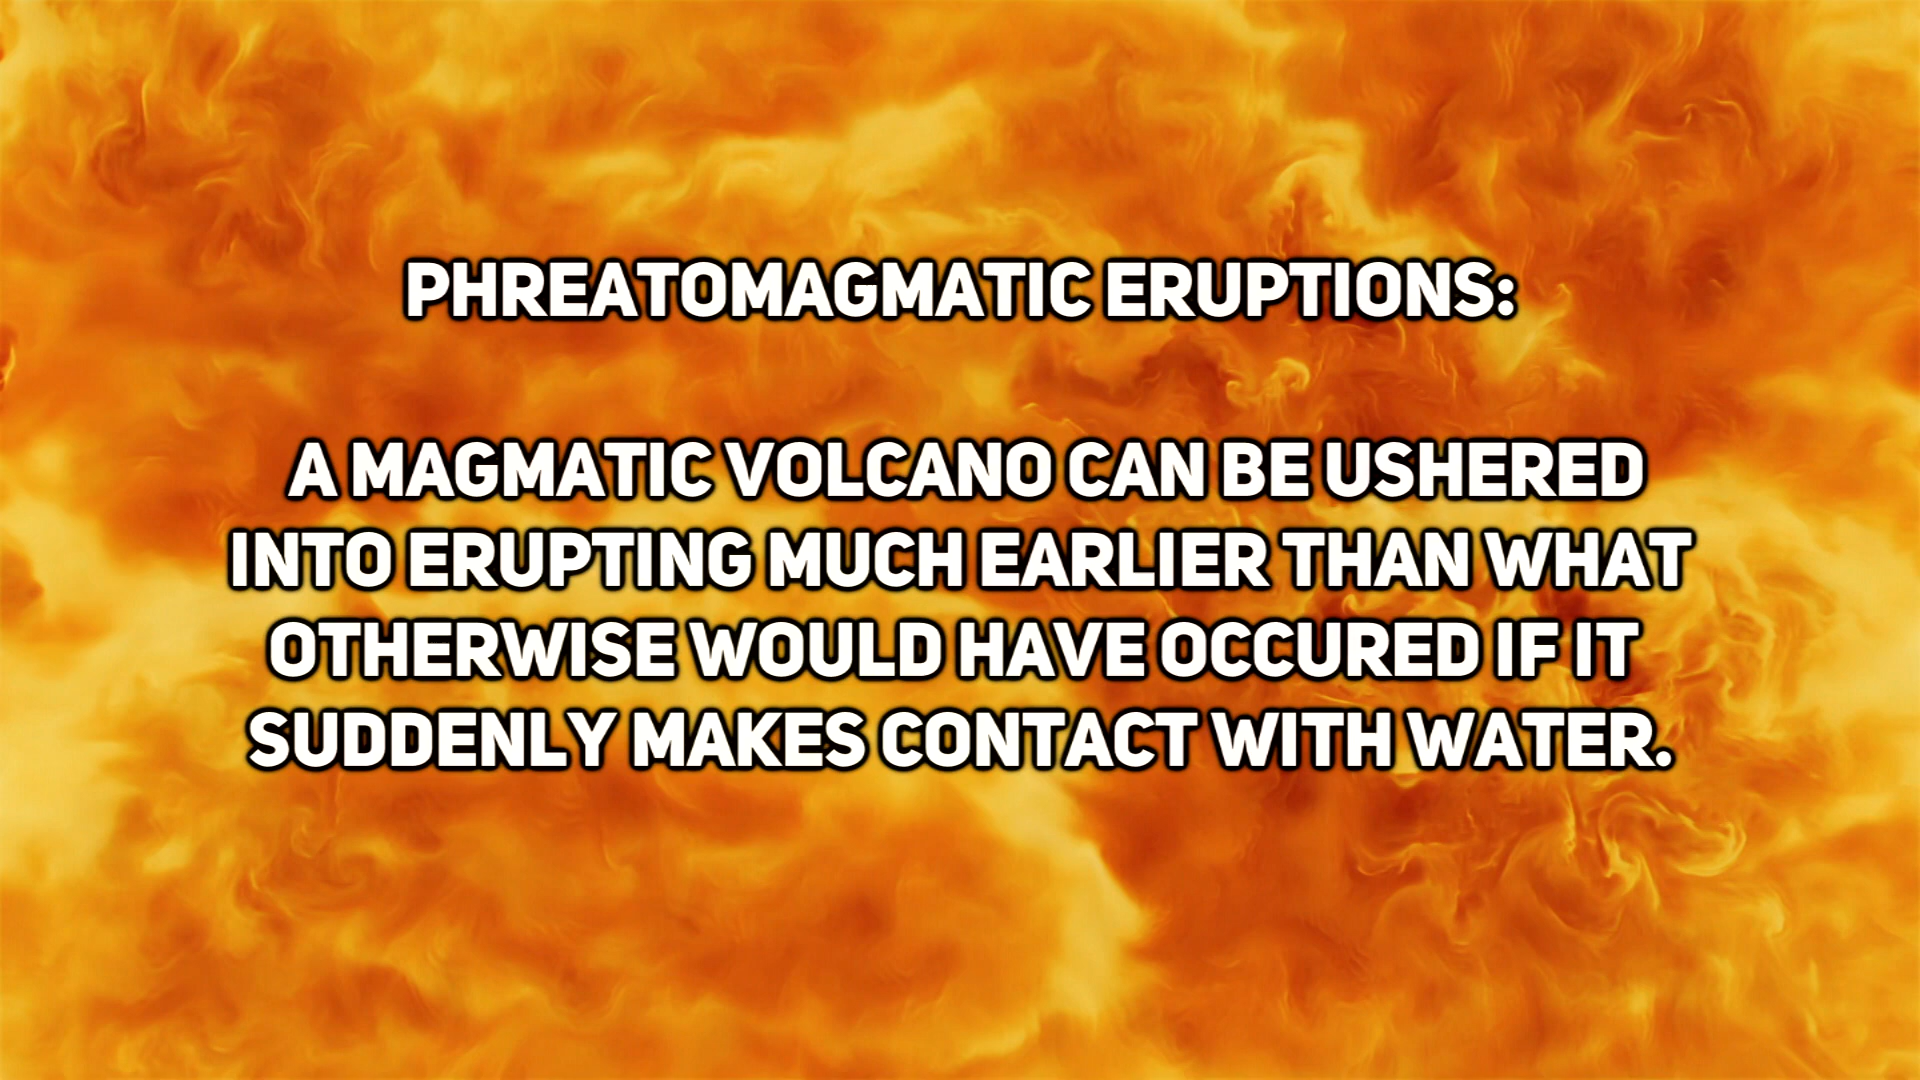 PHREATOMAGMATIC ERUPTIONS:
A MAGMATIC VOLCANO CAN BE USHERED
INTO ERUPTING MUCH EARLIER THAN WHAT
OTHERWISE WOULD HAVE OCCURED IF IT
SUDDENLY MAKES CONTACT WITH WATER.